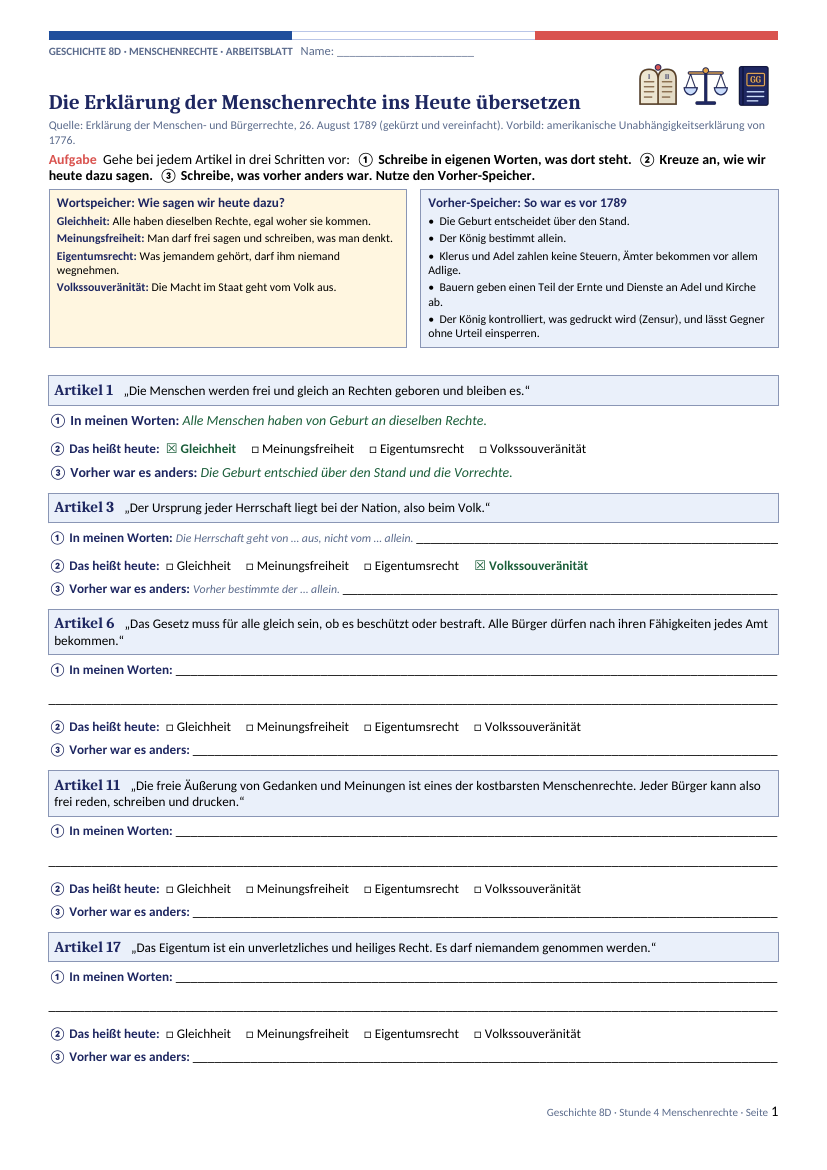 GESCHICHTE 8D · MENSCHENRECHTE · ARBEITSBLATT Name: ______________________
I II
GG
Die Erklärung der Menschenrechte ins Heute übersetzen
Quelle: Erklärung der Menschen- und Bürgerrechte, 26. August 1789 (gekürzt und vereinfacht). Vorbild: amerikanische Unabhängigkeitserklärung von
1776.
Aufgabe Gehe bei jedem Artikel in drei Schritten vor: ① Schreibe in eigenen Worten, was dort steht. ② Kreuze an, wie wir
heute dazu sagen. ③ Schreibe, was vorher anders war. Nutze den Vorher-Speicher.
Wortspeicher: Wie sagen wir heute dazu?
Gleichheit: Alle haben dieselben Rechte, egal woher sie kommen.
Meinungsfreiheit: Man darf frei sagen und schreiben, was man denkt.
Eigentumsrecht: Was jemandem gehört, darf ihm niemand
wegnehmen.
Volkssouveränität: Die Macht im Staat geht vom Volk aus.
Vorher-Speicher: So war es vor 1789
• Die Geburt entscheidet über den Stand.
• Der König bestimmt allein.
• Klerus und Adel zahlen keine Steuern, Ämter bekommen vor allem
Adlige.
• Bauern geben einen Teil der Ernte und Dienste an Adel und Kirche
ab.
• Der König kontrolliert, was gedruckt wird (Zensur), und lässt Gegner
ohne Urteil einsperren.
Artikel 1 „Die Menschen werden frei und gleich an Rechten geboren und bleiben es.“
① In meinen Worten: Alle Menschen haben von Geburt an dieselben Rechte.
② Das heißt heute: ☒ Gleichheit □ Meinungsfreiheit □ Eigentumsrecht □ Volkssouveränität
③ Vorher war es anders: Die Geburt entschied über den Stand und die Vorrechte.
Artikel 3 „Der Ursprung jeder Herrschaft liegt bei der Nation, also beim Volk.“
① In meinen Worten: Die Herrschaft geht von … aus, nicht vom … allein. ______________________
② Das heißt heute: □ Gleichheit □ Meinungsfreiheit □ Eigentumsrecht ☒ Volkssouveränität
③ Vorher war es anders: Vorher bestimmte der … allein. ______________________
Artikel 6 „Das Gesetz muss für alle gleich sein, ob es beschützt oder bestraft. Alle Bürger dürfen nach ihren Fähigkeiten jedes Amt
bekommen.“
① In meinen Worten: ______________________
______________________
② Das heißt heute: □ Gleichheit □ Meinungsfreiheit □ Eigentumsrecht □ Volkssouveränität
③ Vorher war es anders: ______________________
Artikel 11 „Die freie Äußerung von Gedanken und Meinungen ist eines der kostbarsten Menschenrechte. Jeder Bürger kann also
frei reden, schreiben und drucken.“
① In meinen Worten: ______________________
______________________
② Das heißt heute: □ Gleichheit □ Meinungsfreiheit □ Eigentumsrecht □ Volkssouveränität
③ Vorher war es anders: ______________________
Artikel 17 „Das Eigentum ist ein unverletzliches und heiliges Recht. Es darf niemandem genommen werden.“
① In meinen Worten: ______________________
______________________
② Das heißt heute: □ Gleichheit □ Meinungsfreiheit □ Eigentumsrecht □ Volkssouveränität
③ Vorher war es anders: ______________________
Geschichte 8D · Stunde 4 Menschenrechte · Seite 1